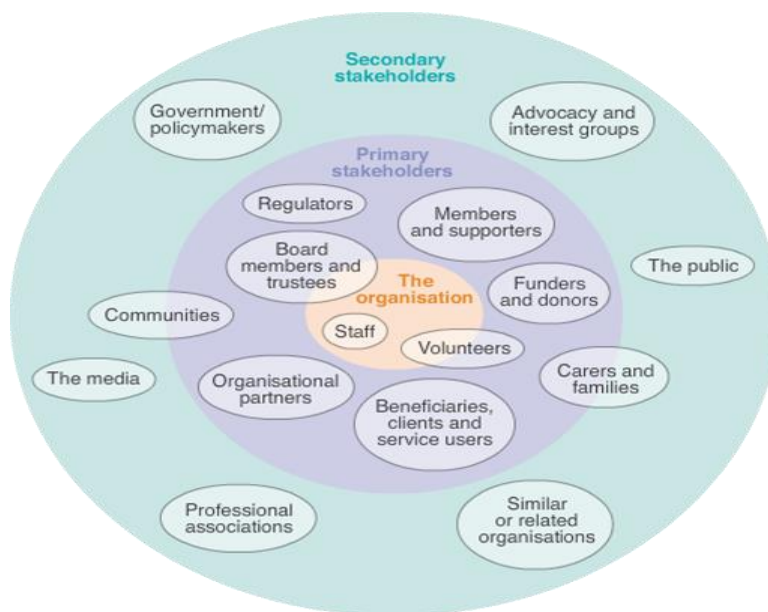 Secondary
stakeholders
Government/
policymakers
Advocacy and
interest groups
Primary
stakeholders
Regulators
Members
and supporters
Board
members and
trustees
The
organisation
Funders
and donors
The public
Communities
Staff
Volunteers
The media
Organisational
partners
Carers and
families
Beneficiaries,
clients and
service users
Professional
associations
Similar
or related
organisations